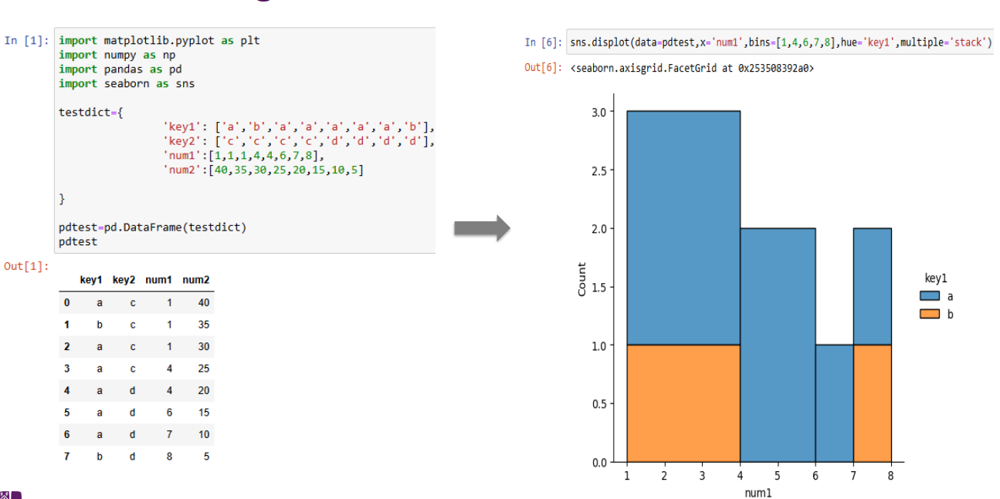 In [1]: import matplotlib.pyplot as plt
import numpy as np
import pandas as pd
import seaborn as sns
testdict={
'key1': ['a','b','a','a','a','a','a','b'],
'key2': ['c','c','c','c','d','d','d','d'],
'num1':[1,1,1,4,4,6,7,8],
'num2':[40,35,30,25,20,15,10,5]
}
pdtest=pd.DataFrame(testdict)
pdtest
Out[1]:
key1 key2 num1 num2
0 a c 1 40
1 b c 1 35
2 a c 1 30
3 a c 4 25
4 a d 4 20
5 a d 6 15
6 a d 7 10
7 b d 8 5
In [6]: sns.displot(data=pdtest,x='num1',bins=[1,4,6,7,8],hue='key1',multiple='stack')
Out[6]: <seaborn.axisgrid.FacetGrid at 0x253508392a0>
3.0
2.5
2.0
1.5
1.0
0.5
0.0
Count
1 2 3 4 5 6 7 8
num1
key1
a
b